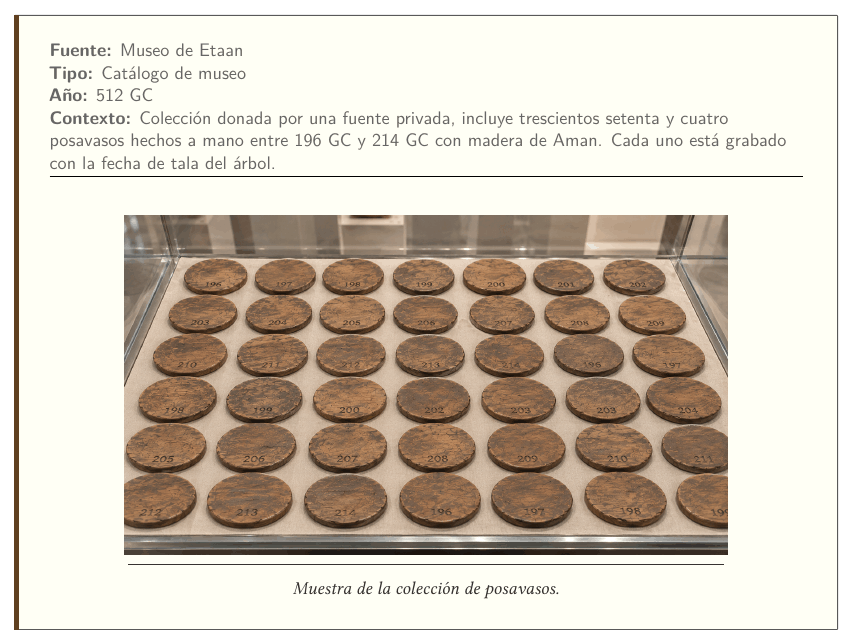 Fuente: Museo de Etaan
Tipo: Catálogo de museo
Año: 512 GC
Contexto: Colección donada por una fuente privada, incluye trescientos setenta y cuatro
posavasos hechos a mano entre 196 GC y 214 GC con madera de Aman. Cada uno está grabado
con la fecha de tala del árbol.
196 197 198 199 200 201 202
203 204 205 206 207 208 209
210 211 212 213 214 196 197
198 199 200 202 203 203 204
205 206 207 208 209 210 211
212 213 214 196 197 198 199
Muestra de la colección de posavasos.